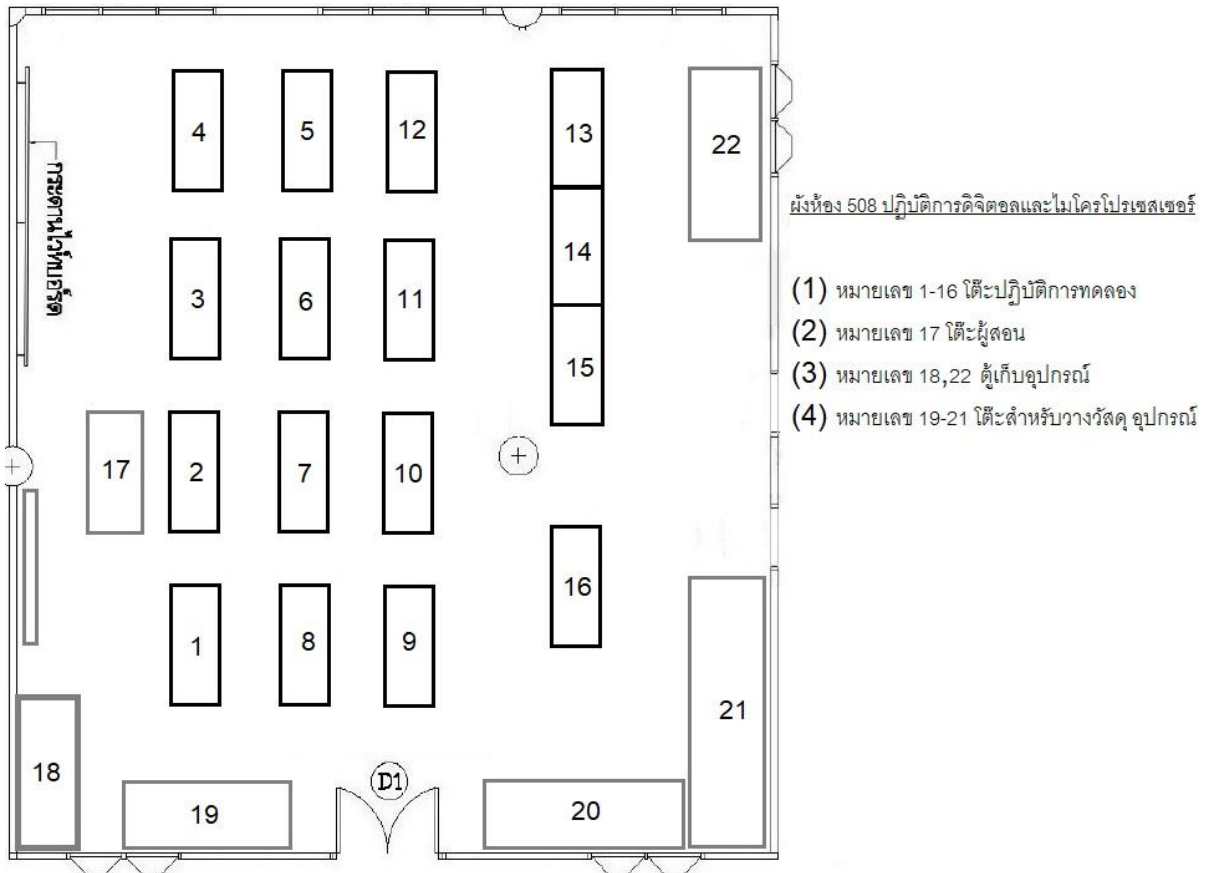 4 5 12 13 22
กระดานไวท์บอร์ด
3 6 11 14
15
17 2 7 10
1 8 9 16
18 19 D1 20 21
ผังห้อง 508 ปฏิบัติการดิจิตอลและไมโครโปรเซสเซอร์
(1) หมายเลข 1-16 โต๊ะปฏิบัติการทดลอง
(2) หมายเลข 17 โต๊ะผู้สอน
(3) หมายเลข 18,22 ตู้เก็บอุปกรณ์
(4) หมายเลข 19-21 โต๊ะสำหรับวางวัสดุ อุปกรณ์